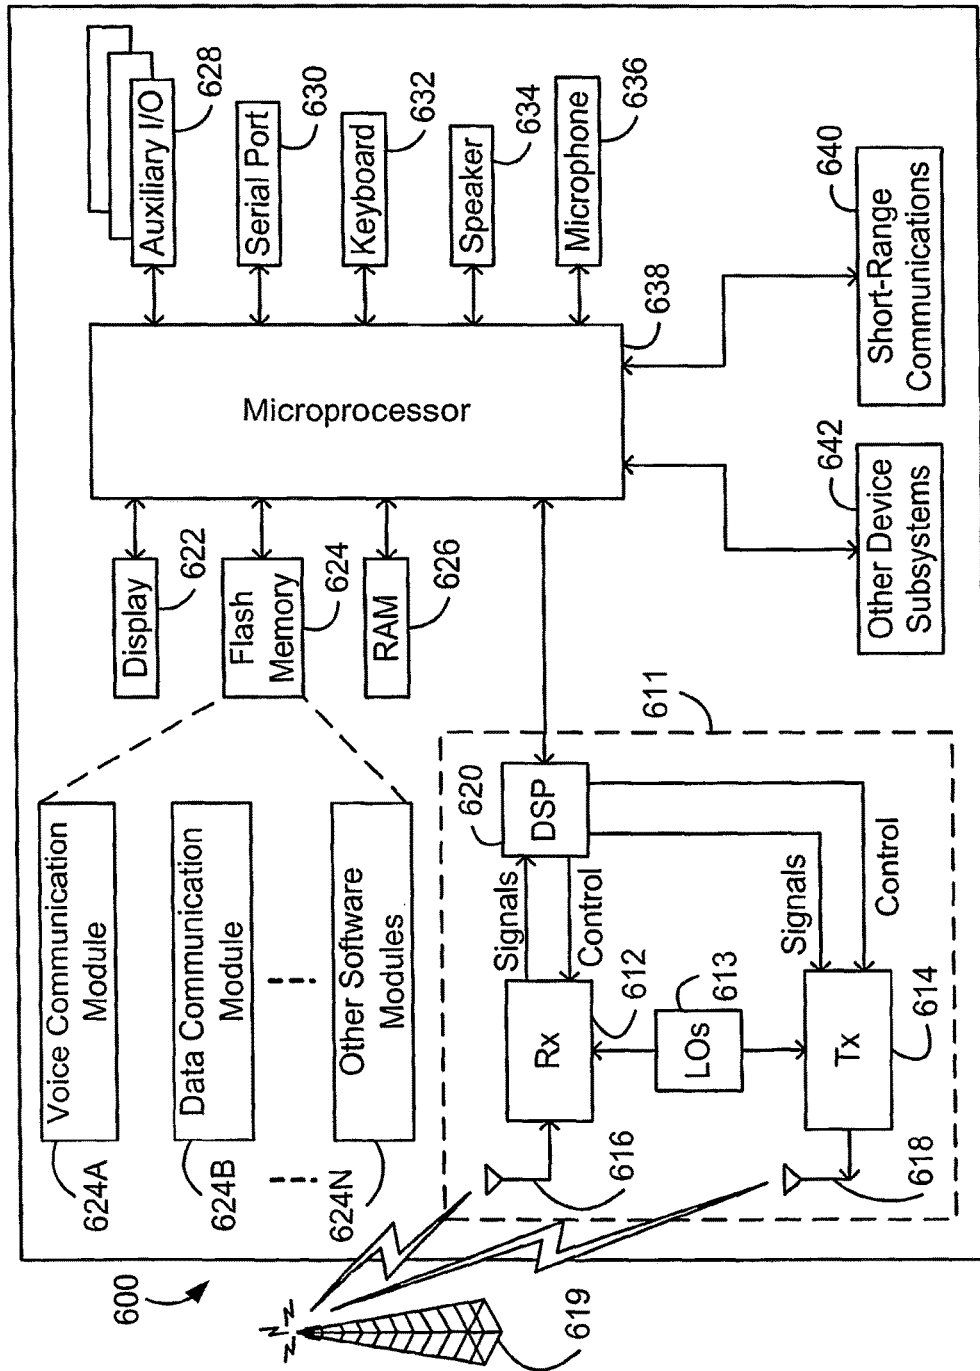 600
619
624A
Voice Communication
Module
624B
Data Communication
Module
624N
Other Software
Modules
Display
622
Flash
Memory
624
RAM
626
Microprocessor
638
Auxiliary I/O
628
Serial Port
630
Keyboard
632
Speaker
634
Microphone
636
616
Rx
612
Signals
Control
620
DSP
611
LOs
613
618
Tx
614
Signals
Control
Other Device
Subsystems
642
Short-Range
Communications
640